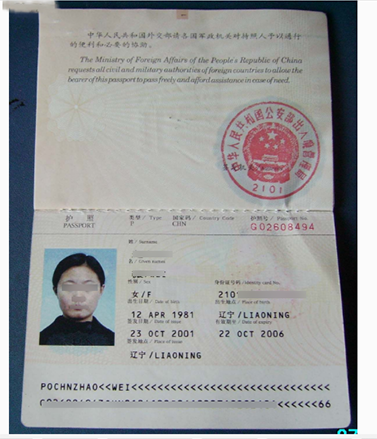 中华人民共和国外交部请各国军政机关对持照人予以通行
的便利和必要的协助。
The Ministry of Foreign Affairs of the People's Republic of China
requests all civil and military authorities of foreign countries to allow the
bearer of this passport to pass freely and afford assistance in case of need.
中华人民共和国公安部出入境管理局
2101
护照 类型 / Type 国家码 / Country Code 护照号 / Passport No.
PASSPORT P CHN G02608494
姓 / Surname
名 / Given names
性别 / Sex 身份证号码 / Identity card No.
女/F 210
出生日期 / Date of birth 出生地点 / Place of birth
12 APR 1981 辽宁/LIAONING
签发日期 / Date of issue 有效期至 / Date of expiry
23 OCT 2001 22 OCT 2006
签发地点 / Place of issue
辽宁/LIAONING
POCHNZHAO<<WEI<<<<<<<<<<<<<<<<<<<<<<<<<<<<<<
<<<<<<66